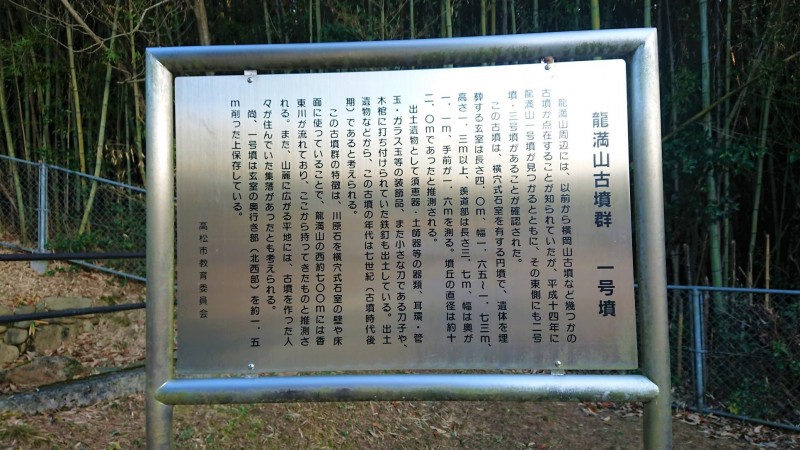 龍満山古墳群　一号墳
龍満山周辺には、以前から横岡山古墳など幾つかの
古墳が点在することが知られていたが、平成十四年に
龍満山一号墳が見つかるとともに、その東側にも二号
墳・三号墳があることが確認された。
この古墳は、横穴式石室を有する円墳で、遺体を埋
葬する玄室は長さ四．〇ｍ、幅一．六五～一．七三ｍ、
高さ一．三ｍ以上、羨道部は長さ三．七ｍ、幅は奥が
一．一ｍ、手前が一．六ｍを測る。墳丘の直径は約十
二．〇ｍであったと推測される。
出土遺物として須恵器・土師器等の器類、耳環・管
玉・ガラス玉等の装飾品、また小さな刀である刀子や、
木棺に打ち付けられていた鉄釘も出土している。出土
遺物などから、この古墳の年代は七世紀（古墳時代後
期）であると考えられる。
この古墳群の特徴は、川原石を横穴式石室の壁や床
面に使っていることで、龍満山の西約七〇〇ｍには香
東川が流れており、ここから持ってきたものと推測さ
れる。また、山麓に広がる平地には、古墳を作った人
々が住んでいた集落があったとも考えられる。
尚、一号墳は玄室の奥行き部（北西部）を約一．五
ｍ削った上保存している。
高松市教育委員会